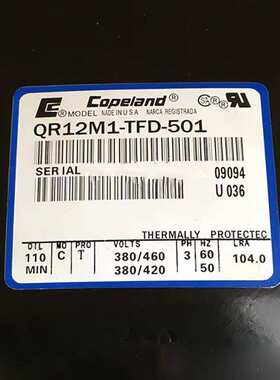 Copeland®
® MODEL MADE IN U.S.A MARCA REGISTRADA
QR12M1-TFD-501
SERIAL 09094
U 036
THERMALLY PROTECTED
OIL MO PRO VOLTS PH HZ LRA
110 C T 380/460 3 60 104.0
MIN 380/420 50